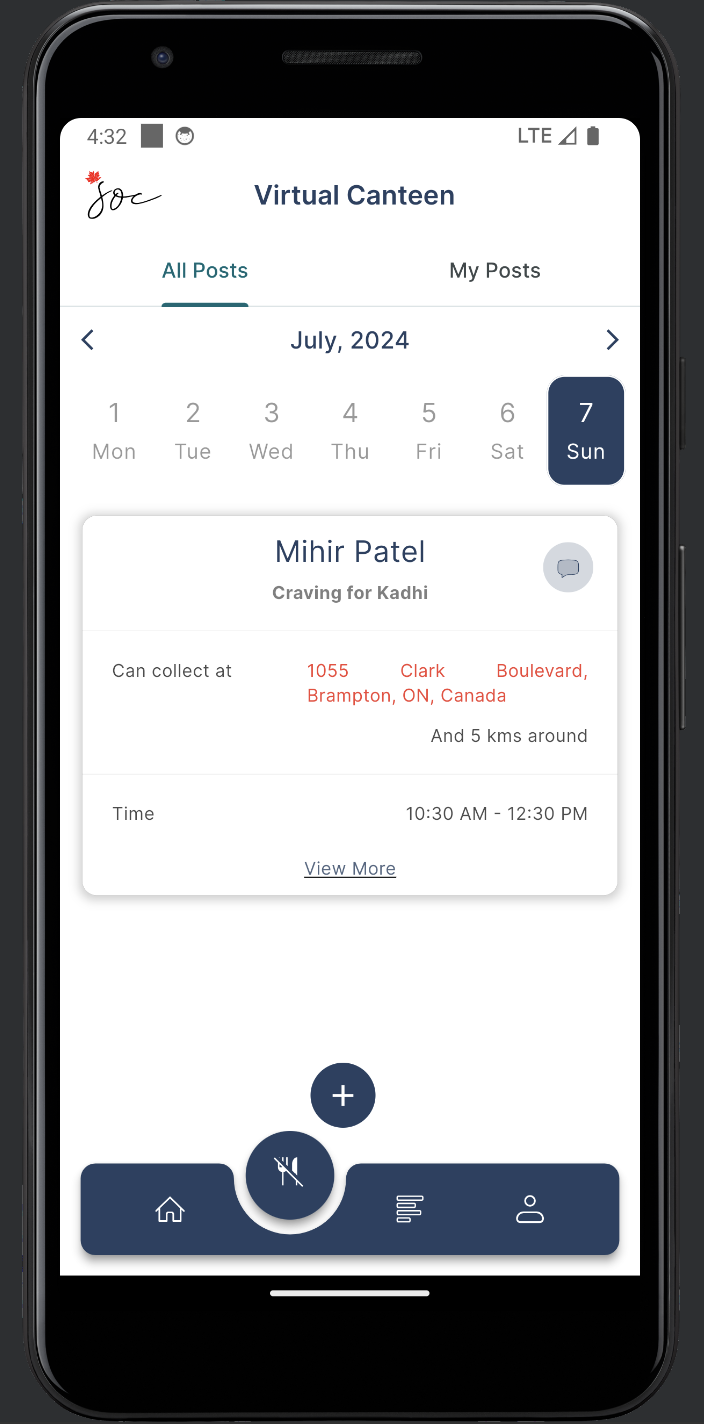 4:32 LTE
Soc
Virtual Canteen
All Posts My Posts
July, 2024
1 2 3 4 5 6 7
Mon Tue Wed Thu Fri Sat Sun
Mihir Patel
Craving for Kadhi
Can collect at 1055 Clark Boulevard,
Brampton, ON, Canada
And 5 kms around
Time 10:30 AM - 12:30 PM
View More